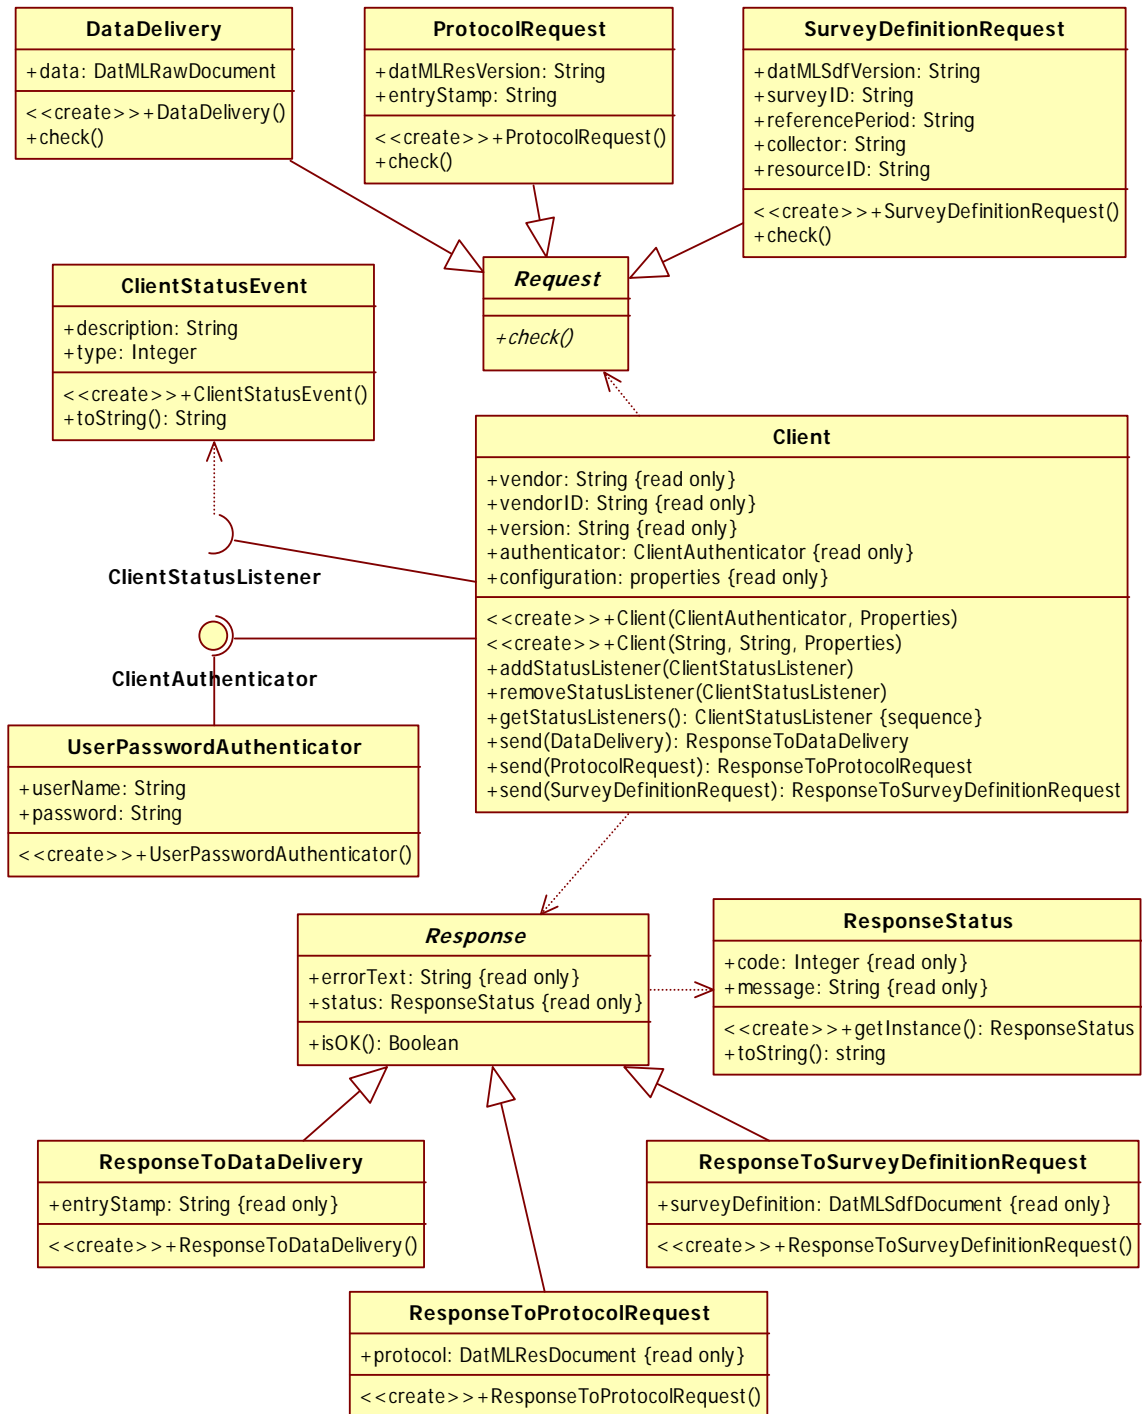 DataDelivery
+data: DatMLRawDocument
<<create>>+DataDelivery()
+check()
ProtocolRequest
+datMLResVersion: String
+entryStamp: String
<<create>>+ProtocolRequest()
+check()
SurveyDefinitionRequest
+datMLSdfVersion: String
+surveyID: String
+referencePeriod: String
+collector: String
+resourceID: String
<<create>>+SurveyDefinitionRequest()
+check()
Request
+check()
ClientStatusEvent
+description: String
+type: Integer
<<create>>+ClientStatusEvent()
+toString(): String
Client
+vendor: String {read only}
+vendorID: String {read only}
+version: String {read only}
+authenticator: ClientAuthenticator {read only}
+configuration: properties {read only}
<<create>>+Client(ClientAuthenticator, Properties)
<<create>>+Client(String, String, Properties)
+addStatusListener(ClientStatusListener)
+removeStatusListener(ClientStatusListener)
+getStatusListeners(): ClientStatusListener {sequence}
+send(DataDelivery): ResponseToDataDelivery
+send(ProtocolRequest): ResponseToProtocolRequest
+send(SurveyDefinitionRequest): ResponseToSurveyDefinitionRequest
ClientStatusListener
ClientAuthenticator
UserPasswordAuthenticator
+userName: String
+password: String
<<create>>+UserPasswordAuthenticator()
Response
+errorText: String {read only}
+status: ResponseStatus {read only}
+isOK(): Boolean
ResponseStatus
+code: Integer {read only}
+message: String {read only}
<<create>>+getInstance(): ResponseStatus
+toString(): string
ResponseToDataDelivery
+entryStamp: String {read only}
<<create>>+ResponseToDataDelivery()
ResponseToSurveyDefinitionRequest
+surveyDefinition: DatMLSdfDocument {read only}
<<create>>+ResponseToSurveyDefinitionRequest()
ResponseToProtocolRequest
+protocol: DatMLResDocument {read only}
<<create>>+ResponseToProtocolRequest()